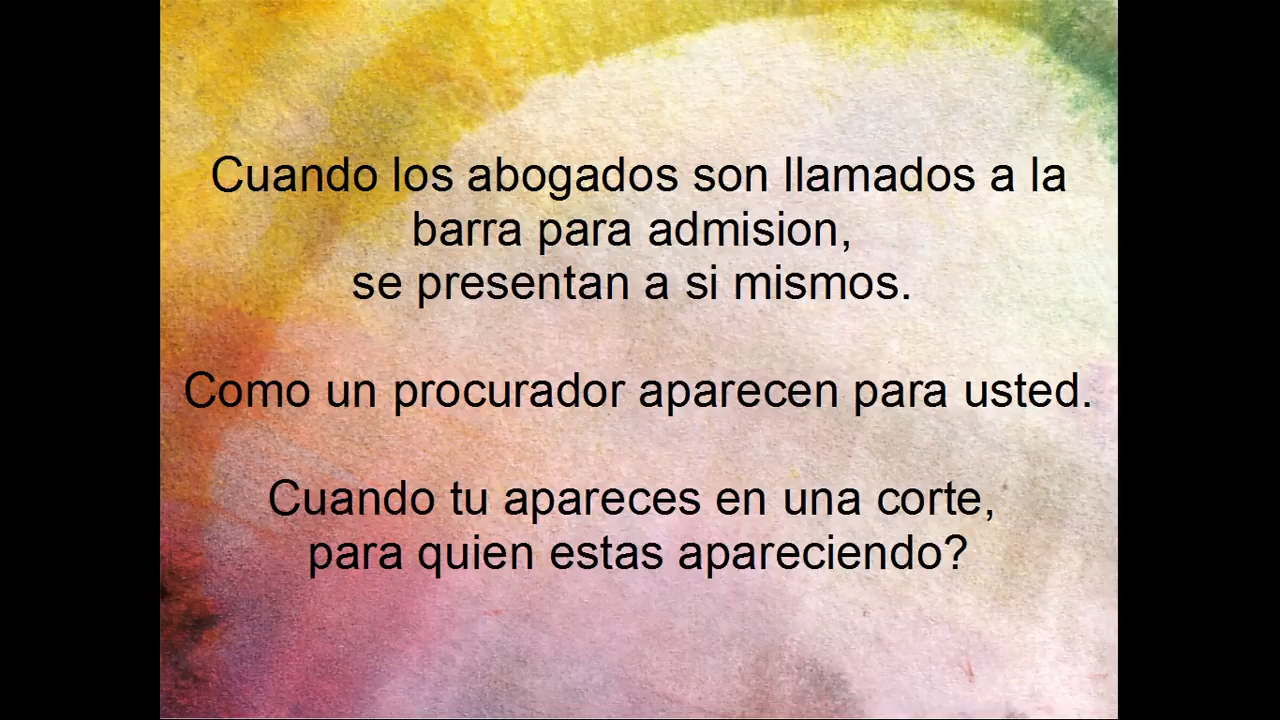 Cuando los abogados son llamados a la
barra para admision,
se presentan a si mismos.
Como un procurador aparecen para usted.
Cuando tu apareces en una corte,
para quien estas apareciendo?